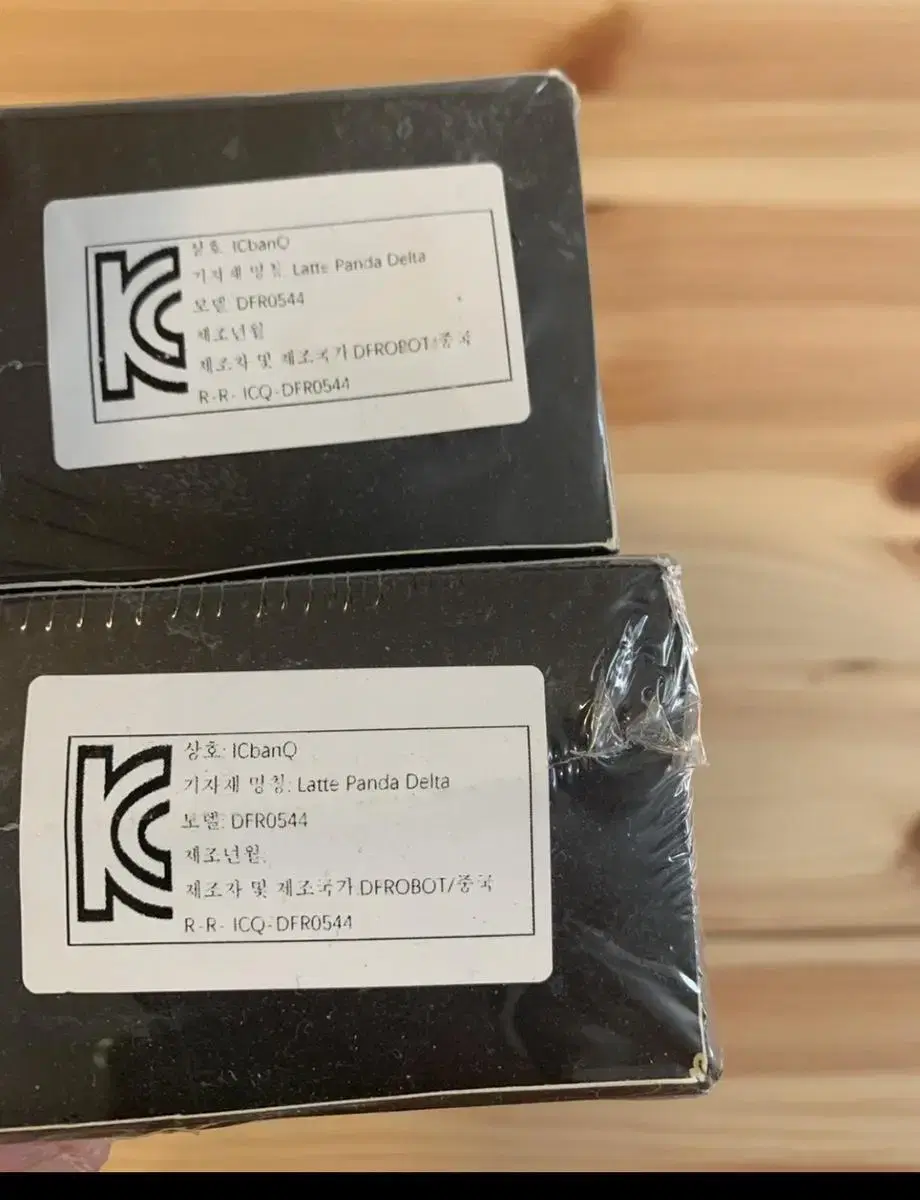 KC
상호: ICbanQ
기자재 명칭: Latte Panda Delta
모델: DFR0544
제조년월
제조자 및 제조국가 DFROBOT/중국
R-R- ICQ-DFR0544
KC
상호: ICbanQ
기자재 명칭: Latte Panda Delta
모델: DFR0544
제조년월:
제조자 및 제조국가:DFROBOT/중국
R-R- ICQ-DFR0544